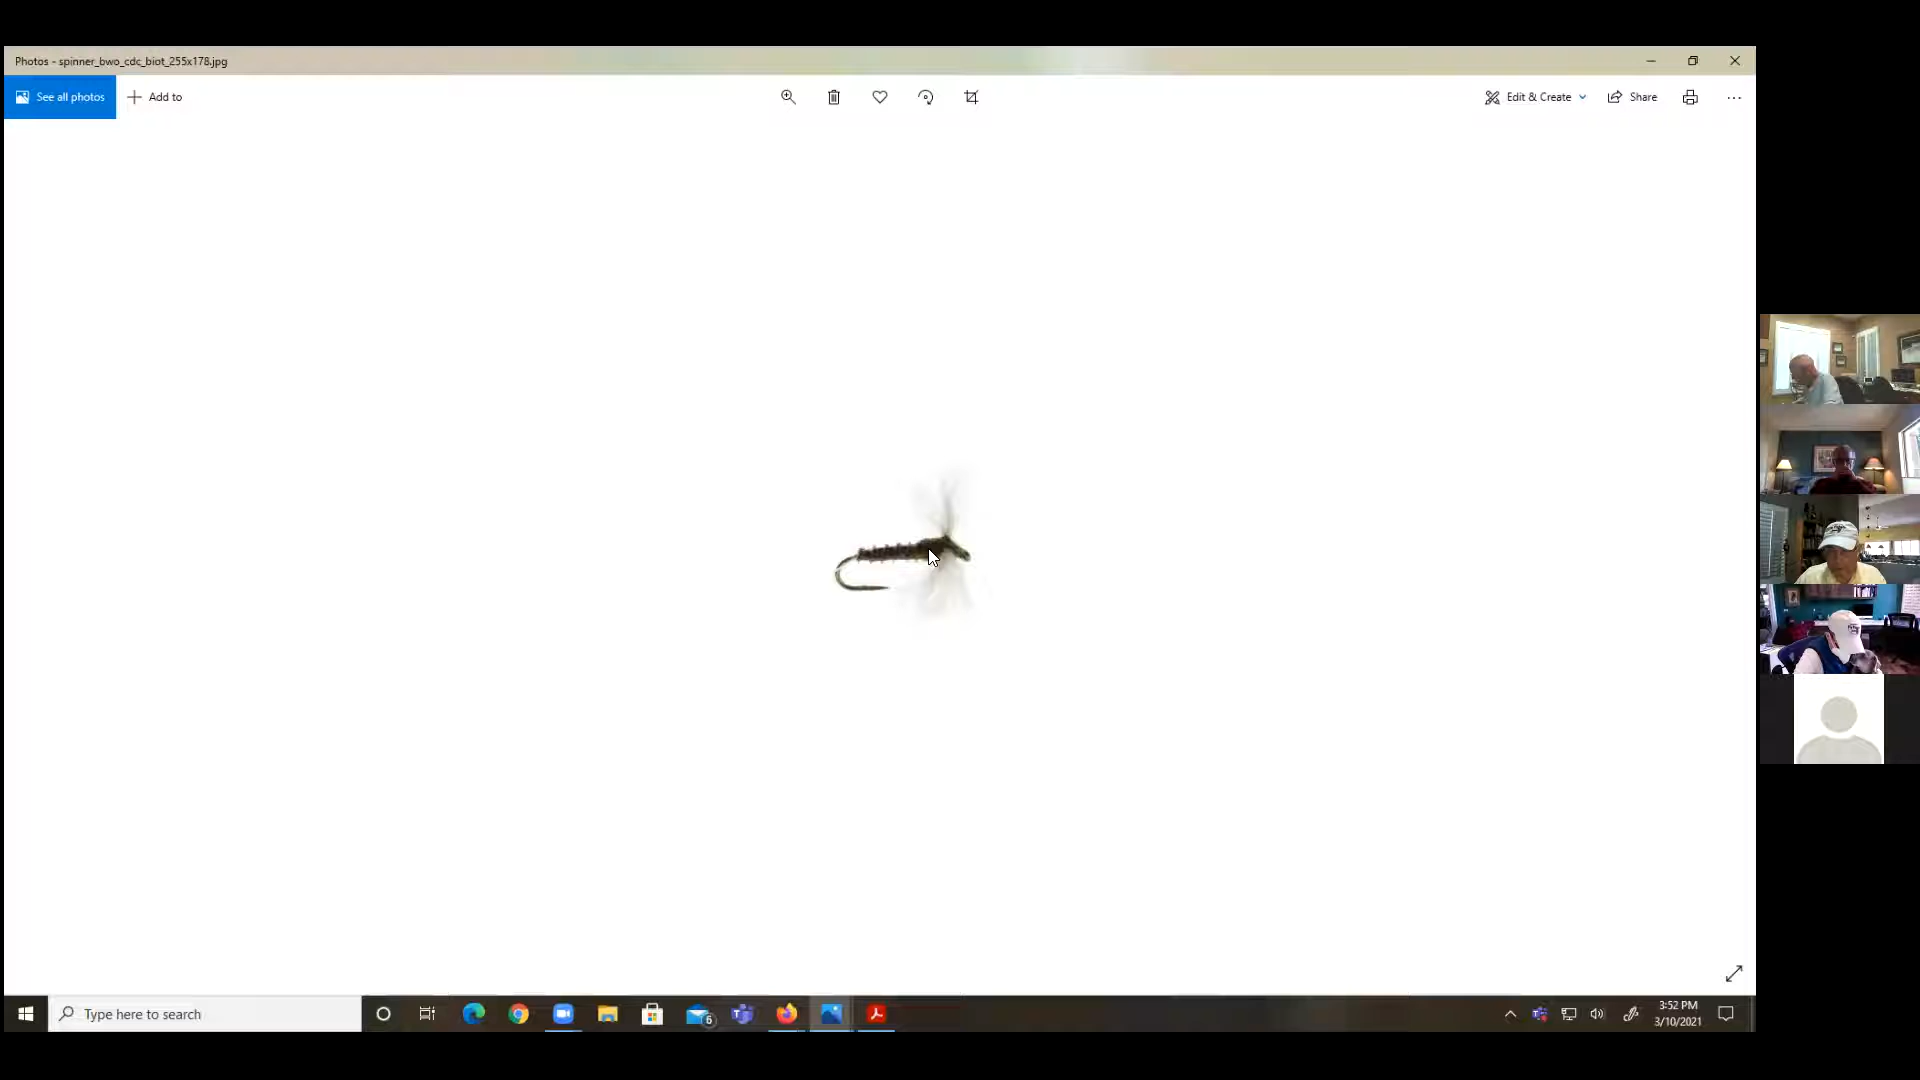 Photos - spinner_bwo_cdc_biot_255x178.jpg
See all photos
Add to
Edit & Create
Share
Type here to search
6
3:52 PM
3/10/2021